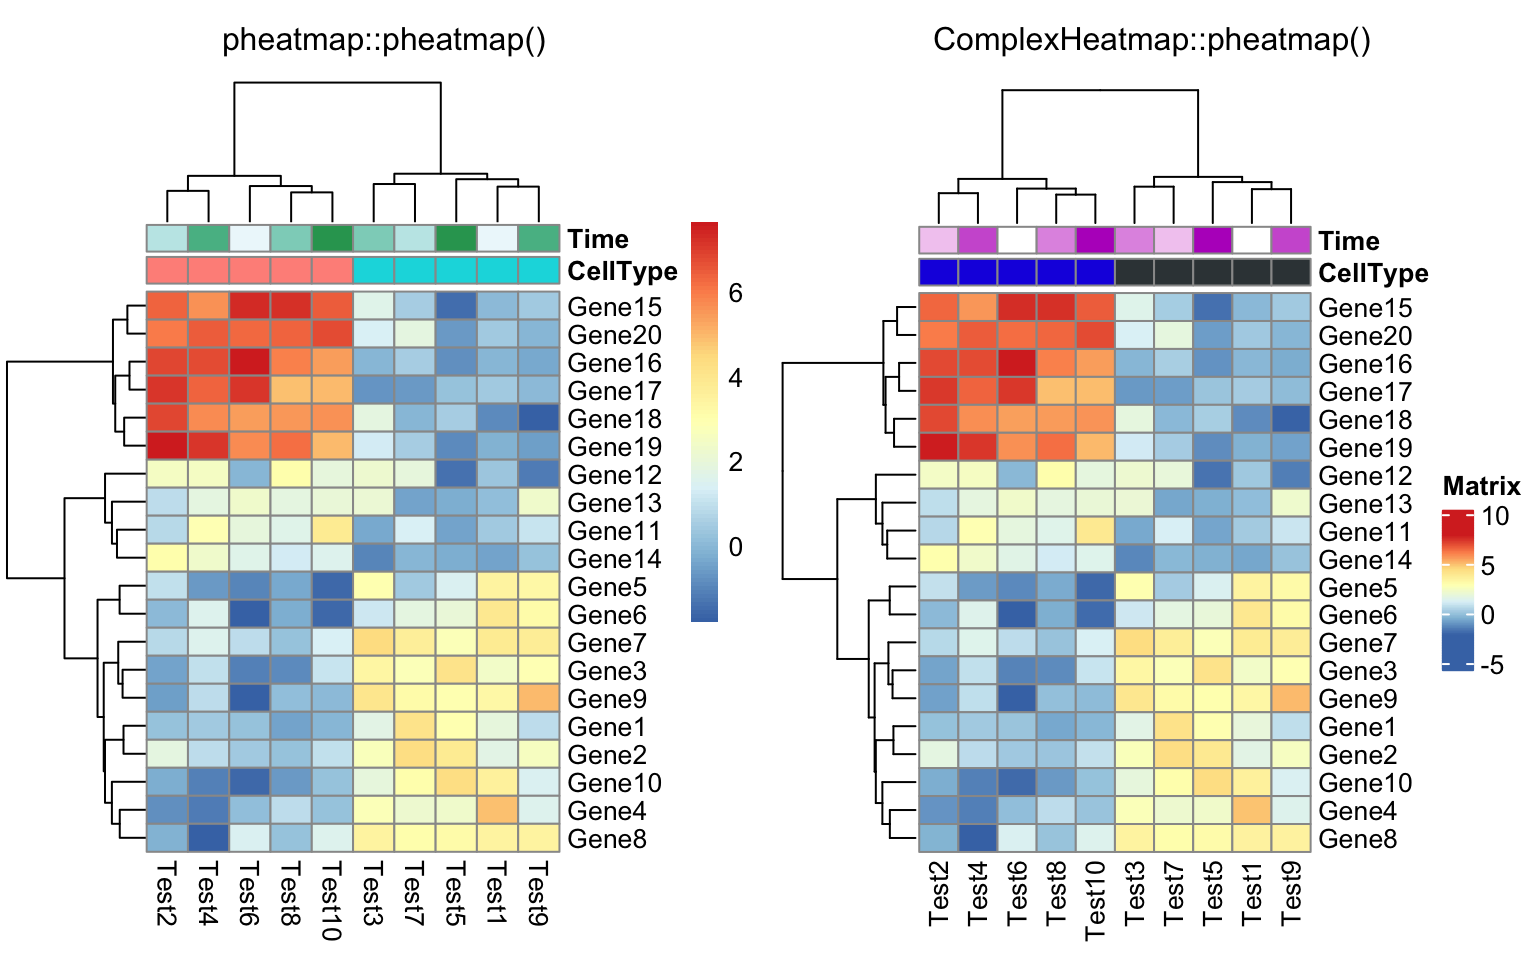 pheatmap::pheatmap()
Time
CellType
Gene15
Gene20
Gene16
Gene17
Gene18
Gene19
Gene12
Gene13
Gene11
Gene14
Gene5
Gene6
Gene7
Gene3
Gene9
Gene1
Gene2
Gene10
Gene4
Gene8
Test2 Test4 Test6 Test8 Test10 Test3 Test7 Test5 Test1 Test9
6
4
2
0
ComplexHeatmap::pheatmap()
Time
CellType
Gene15
Gene20
Gene16
Gene17
Gene18
Gene19
Gene12
Gene13
Gene11
Gene14
Gene5
Gene6
Gene7
Gene3
Gene9
Gene1
Gene2
Gene10
Gene4
Gene8
Test2 Test4 Test6 Test8 Test10 Test3 Test7 Test5 Test1 Test9
Matrix
10
5
0
-5